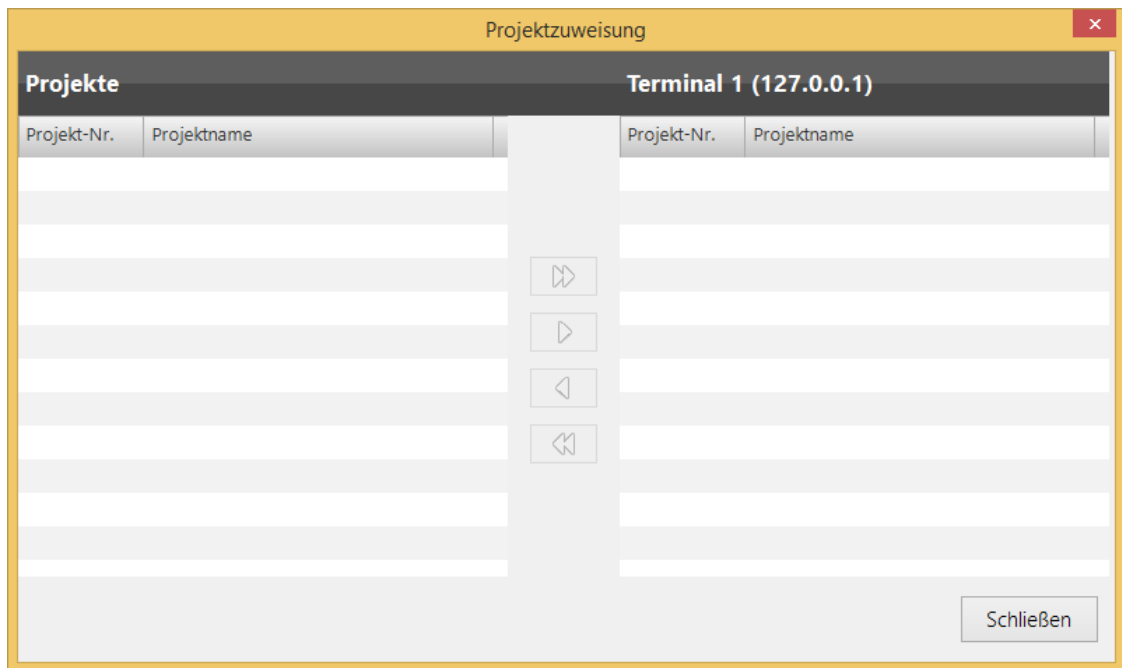 Projektzuweisung
Projekte
Terminal 1 (127.0.0.1)
Projekt-Nr. Projektname
Projekt-Nr. Projektname
Schließen